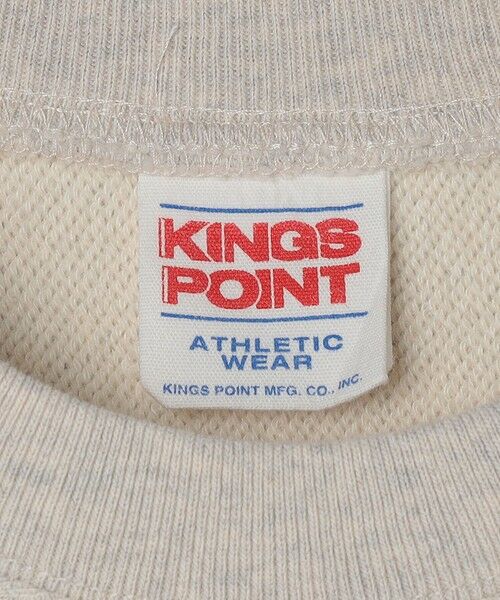 KINGS
POINT
ATHLETIC
WEAR
KINGS POINT MFG. CO., INC.